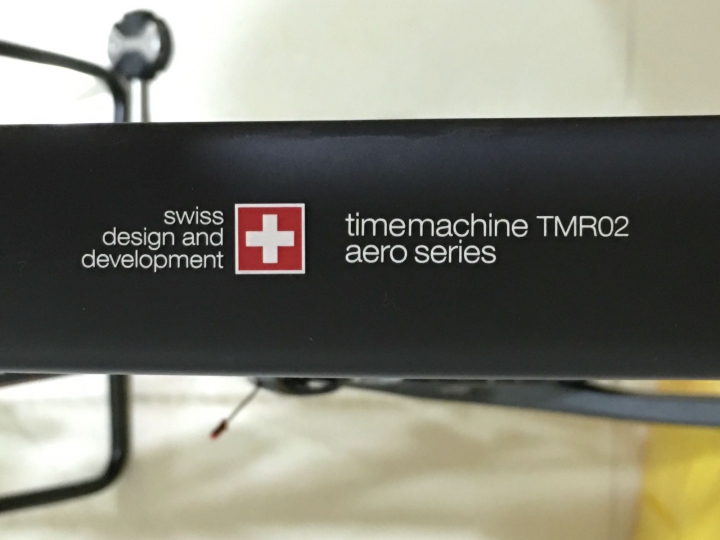 swiss
design and
development
timemachine TMR02
aero series